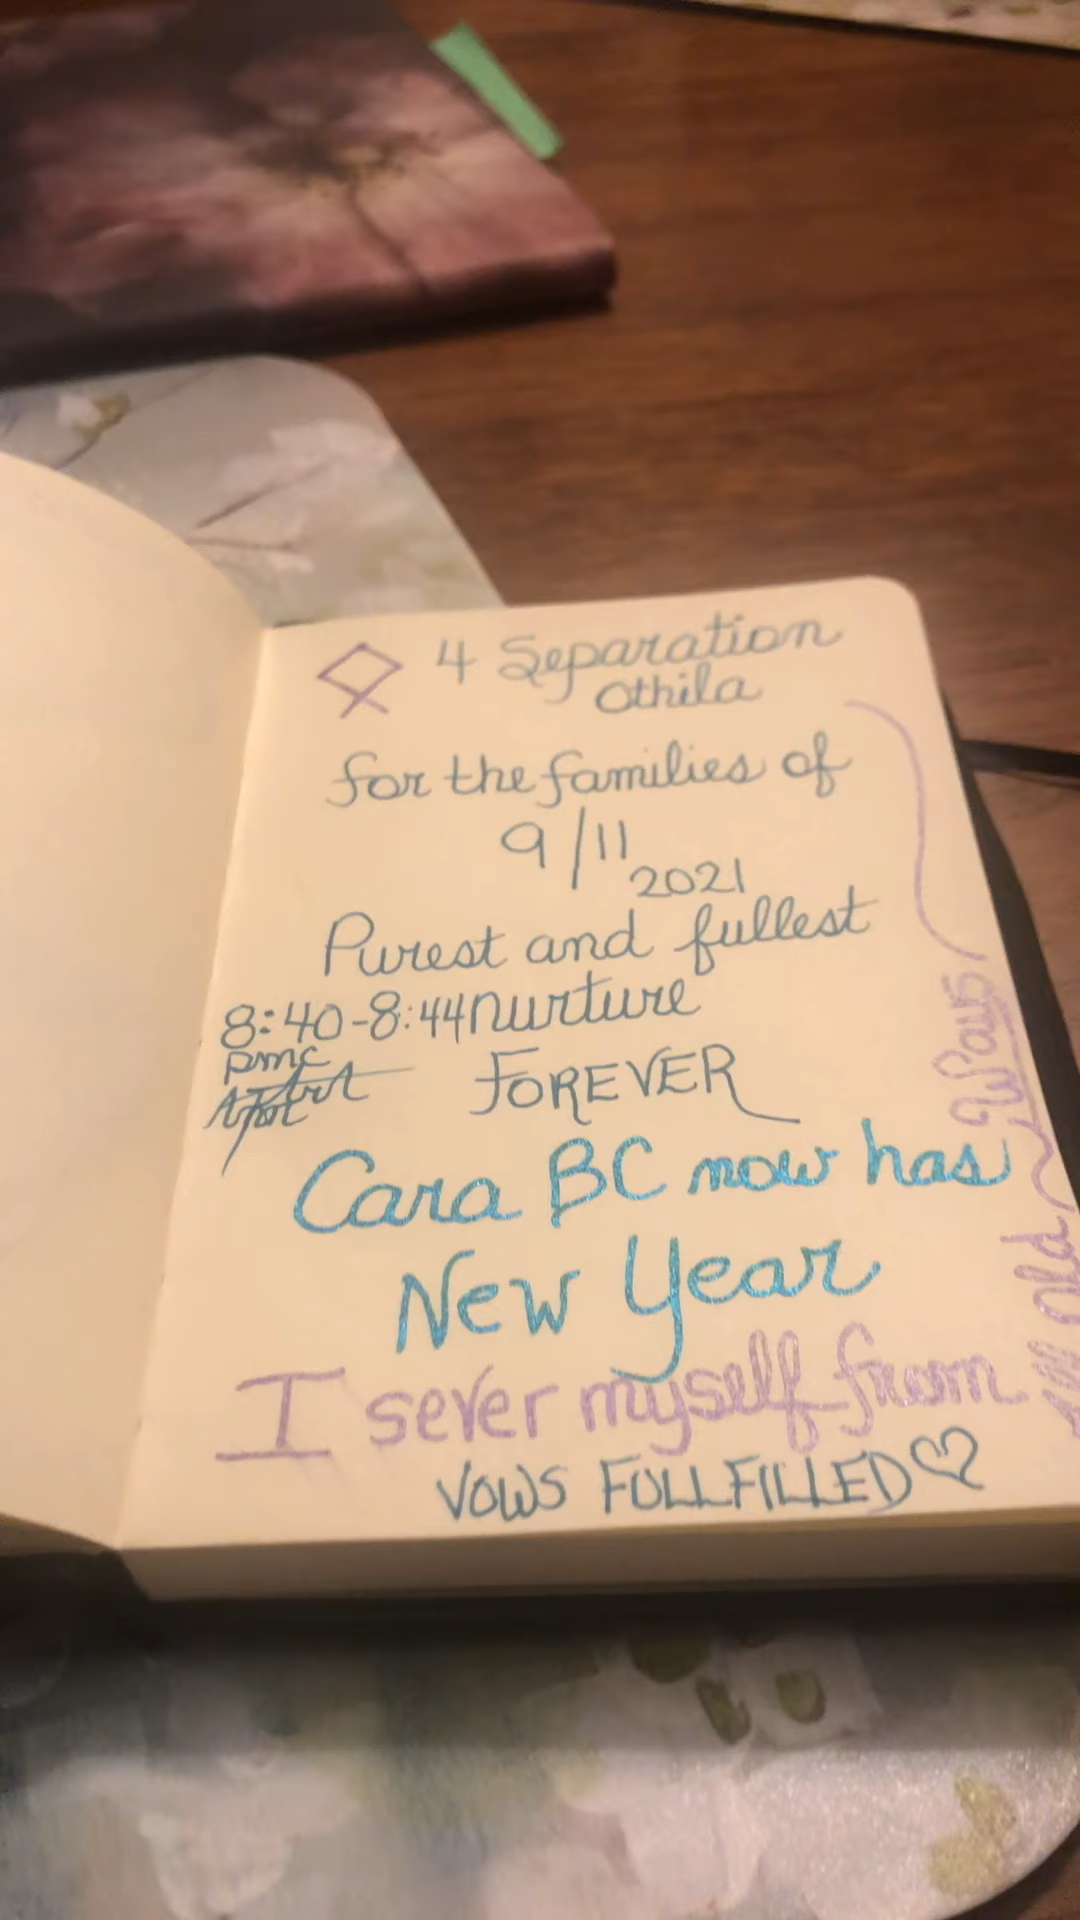 4 Separation
Othila
for the families of
9/11
2021
Purest and fullest
8:40-8:44 nurture
pmc
FOREVER
Cara BC now has
New Year
I sever myself from
All Old Ways
VOWS FULLFILLED